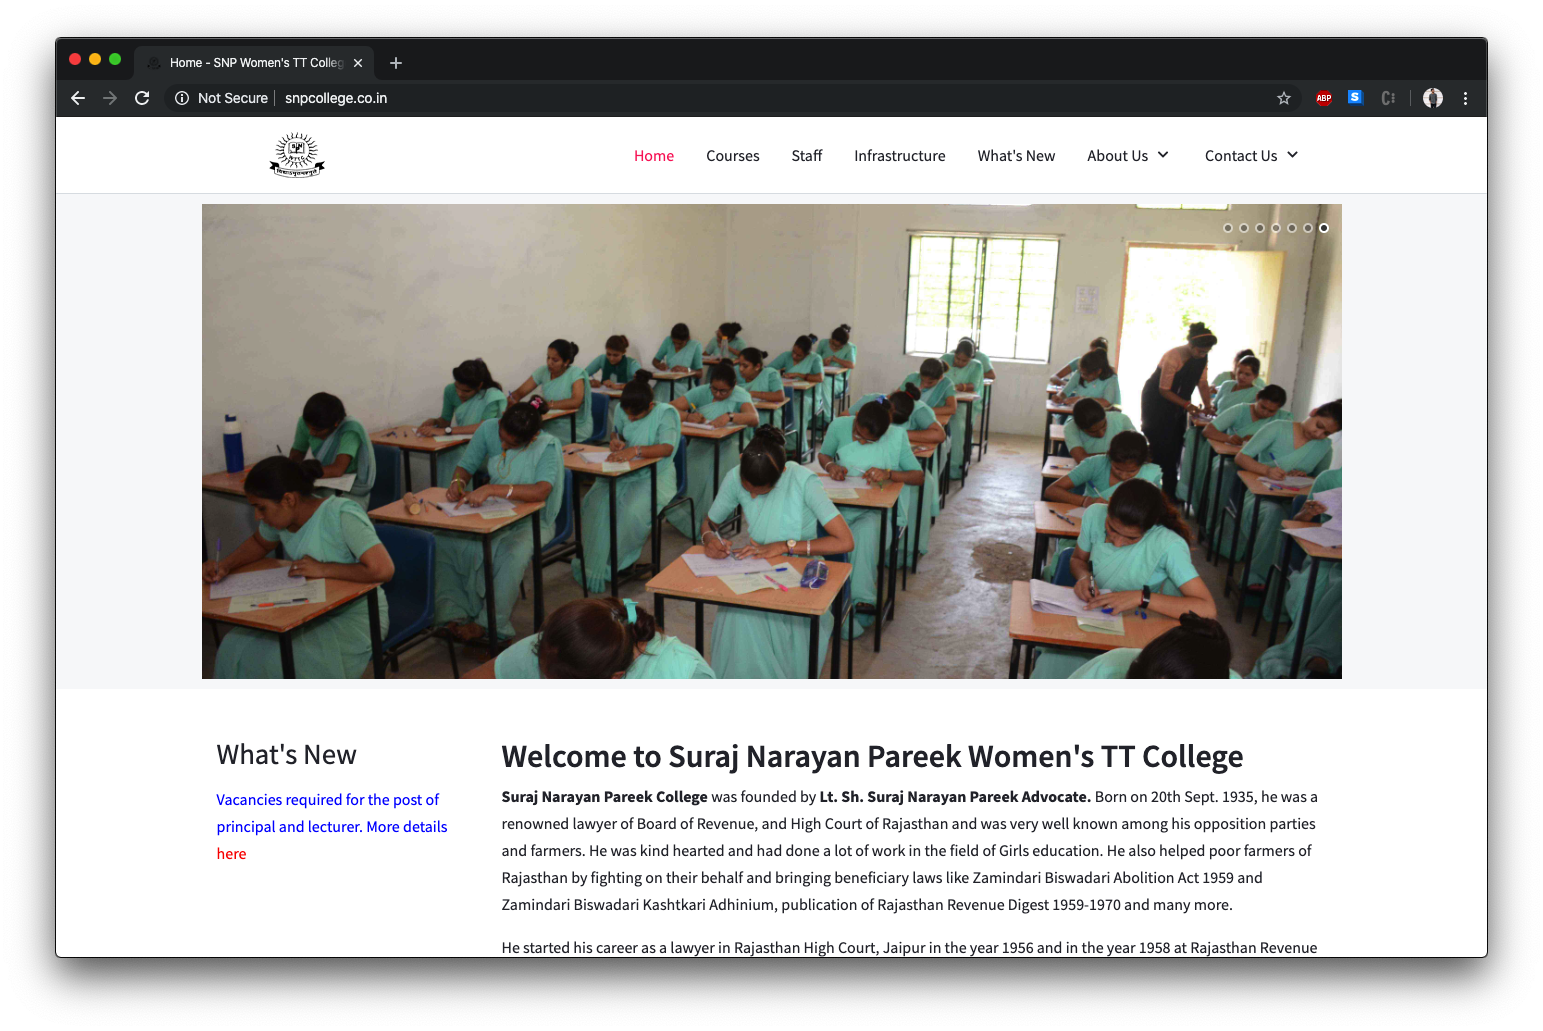 Home - SNP Women's TT Colleg
Not Secure
snpcollege.co.in
ABP
S
Home
Courses
Staff
Infrastructure
What's New
About Us
Contact Us
What's New
Vacancies required for the post of
principal and lecturer. More details
here
Welcome to Suraj Narayan Pareek Women's TT College
Suraj Narayan Pareek College was founded by Lt. Sh. Suraj Narayan Pareek Advocate. Born on 20th Sept. 1935, he was a
renowned lawyer of Board of Revenue, and High Court of Rajasthan and was very well known among his opposition parties
and farmers. He was kind hearted and had done a lot of work in the field of Girls education. He also helped poor farmers of
Rajasthan by fighting on their behalf and bringing beneficiary laws like Zamindari Biswadari Abolition Act 1959 and
Zamindari Biswadari Kashtkari Adhinium, publication of Rajasthan Revenue Digest 1959-1970 and many more.
He started his career as a lawyer in Rajasthan High Court, Jaipur in the year 1956 and in the year 1958 at Rajasthan Revenue